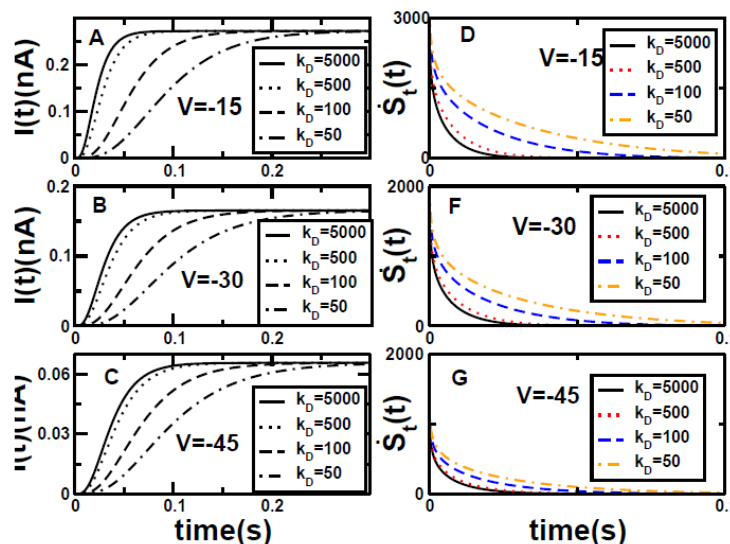 A
I(t)(nA)
0.2
0.1
0
0
0.1
0.2
V=-15
k_D=5000
k_D=500
k_D=100
k_D=50
D
Ṡ_t(t)
3000
0
0
V=-15
k_D=5000
k_D=500
k_D=100
k_D=50
B
I(t)(nA)
0.2
0.1
0
0
0.1
0.2
V=-30
k_D=5000
k_D=500
k_D=100
k_D=50
F
Ṡ_t(t)
2000
0
0
V=-30
k_D=5000
k_D=500
k_D=100
k_D=50
C
0.06
0.03
0
0
0.1
0.2
V=-45
k_D=5000
k_D=500
k_D=100
k_D=50
time(s)
G
Ṡ_t(t)
2000
0
0
V=-45
k_D=5000
k_D=500
k_D=100
k_D=50
time(s)